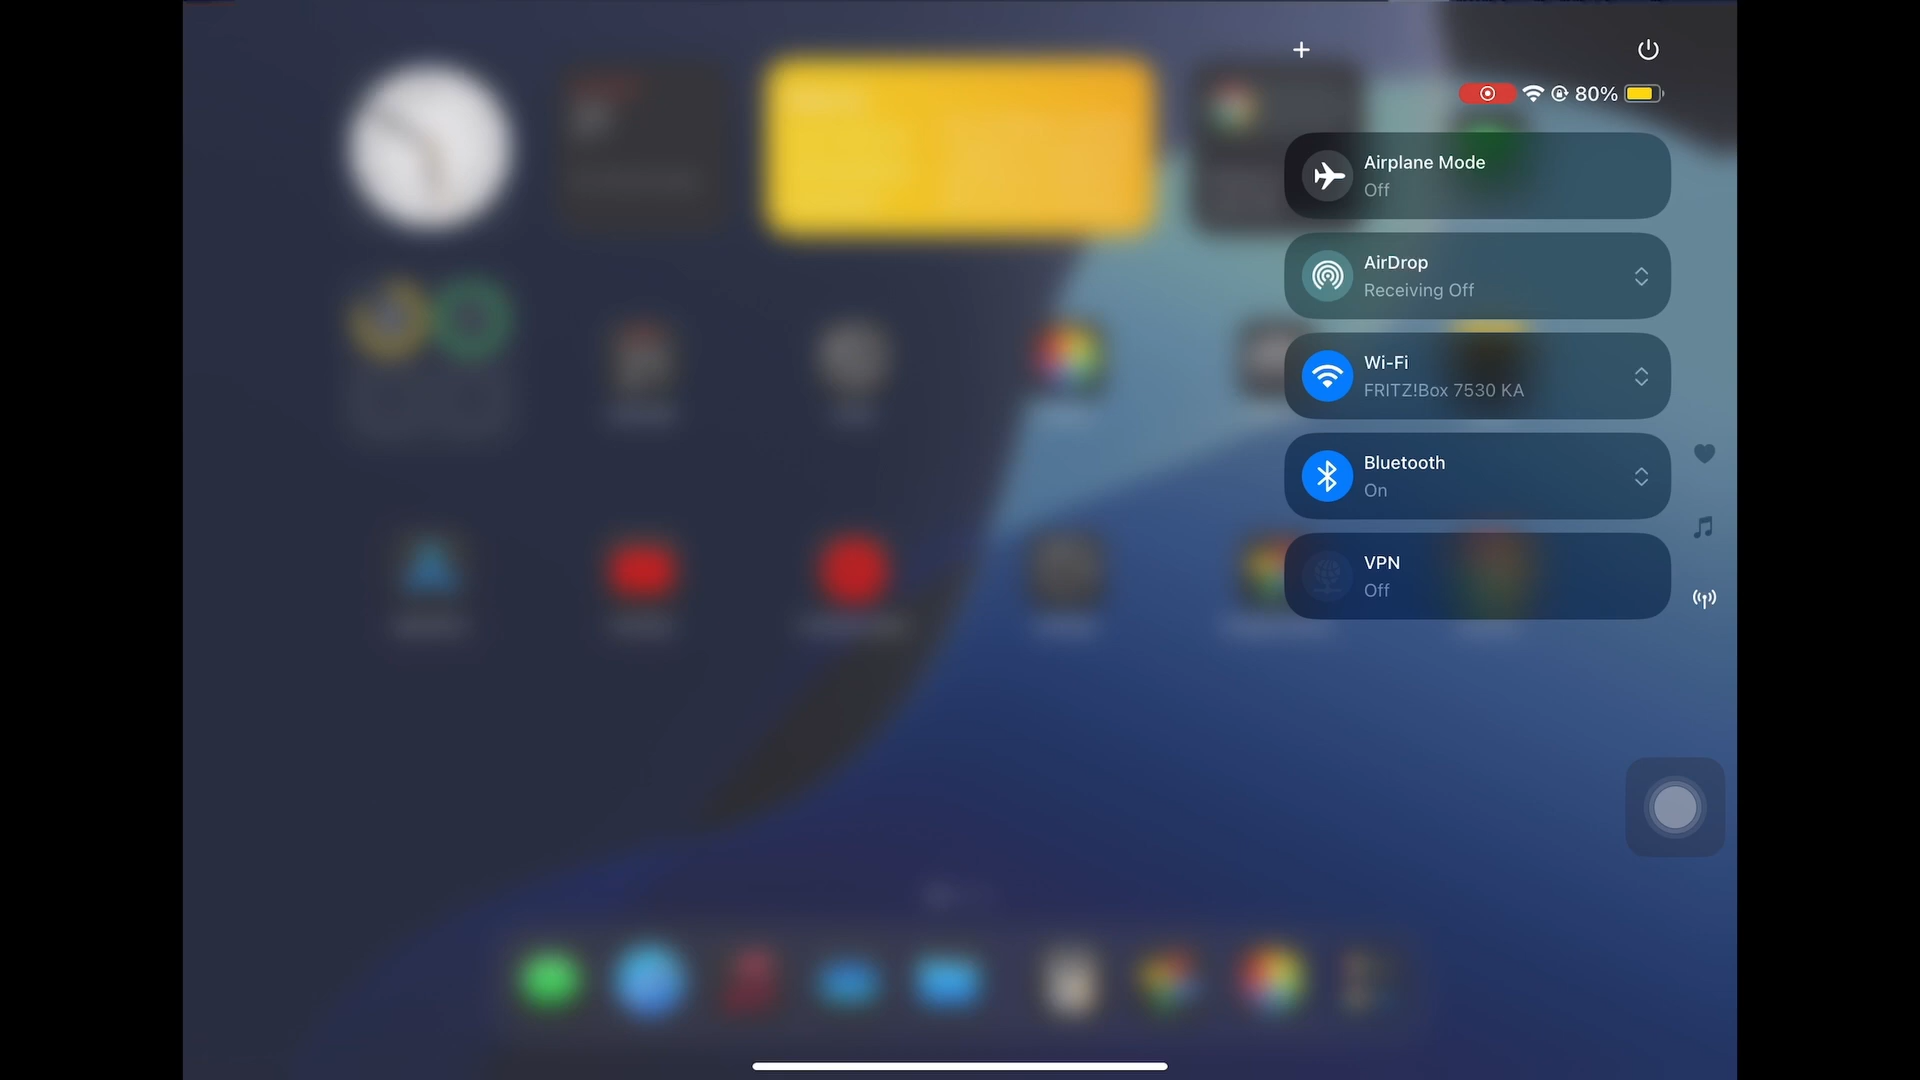 80%
Airplane Mode
Off
AirDrop
Receiving Off
Wi-Fi
FRITZ!Box 7530 KA
Bluetooth
On
VPN
Off